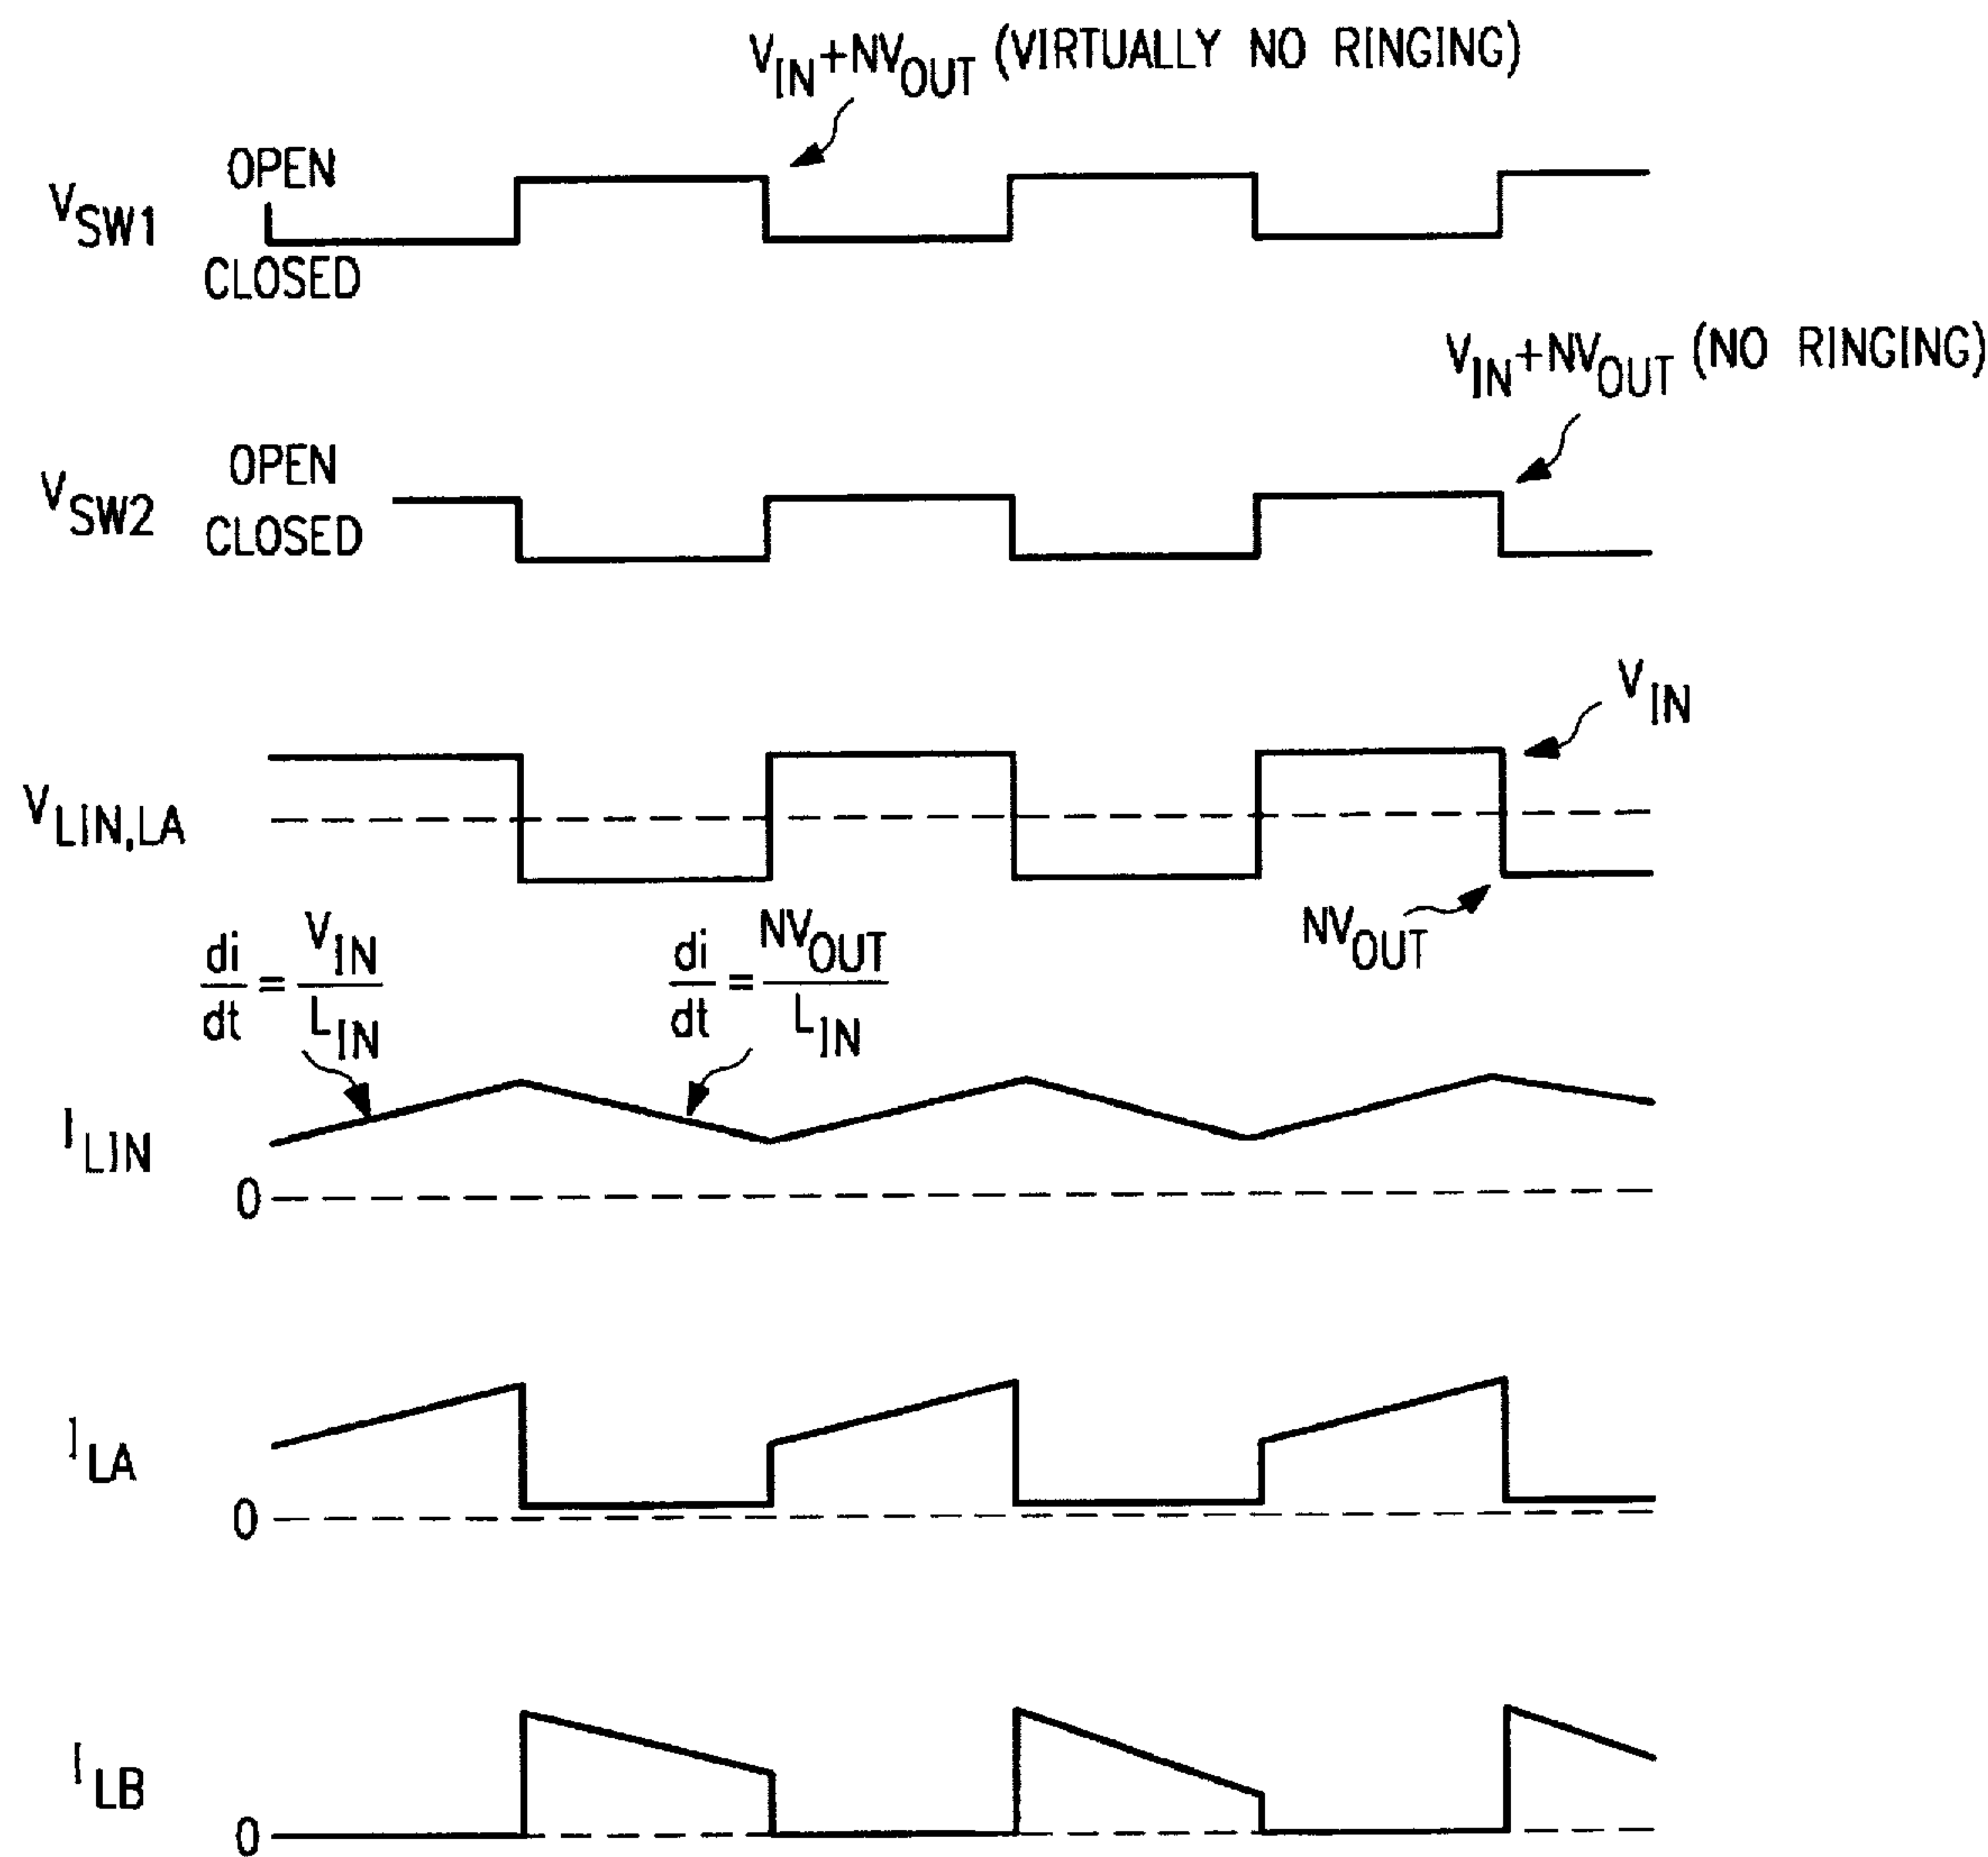 VIN+NVOUT (VIRTUALLY NO RINGING)
OPEN
VSW1
CLOSED
VIN+NVOUT (NO RINGING)
OPEN
VSW2
CLOSED
VIN
VLIN,LA
NVOUT
di/dt = VIN/LIN
di/dt = NVOUT/LIN
ILIN
0
ILA
0
ILB
0